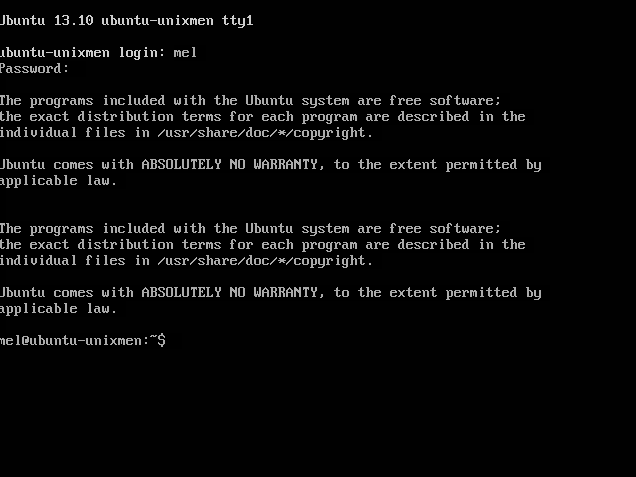 Ubuntu 13.10 ubuntu-unixmen tty1
ubuntu-unixmen login: mel
Password:
The programs included with the Ubuntu system are free software;
the exact distribution terms for each program are described in the
individual files in /usr/share/doc/*/copyright.
Ubuntu comes with ABSOLUTELY NO WARRANTY, to the extent permitted by
applicable law.
The programs included with the Ubuntu system are free software;
the exact distribution terms for each program are described in the
individual files in /usr/share/doc/*/copyright.
Ubuntu comes with ABSOLUTELY NO WARRANTY, to the extent permitted by
applicable law.
mel@ubuntu-unixmen:~$